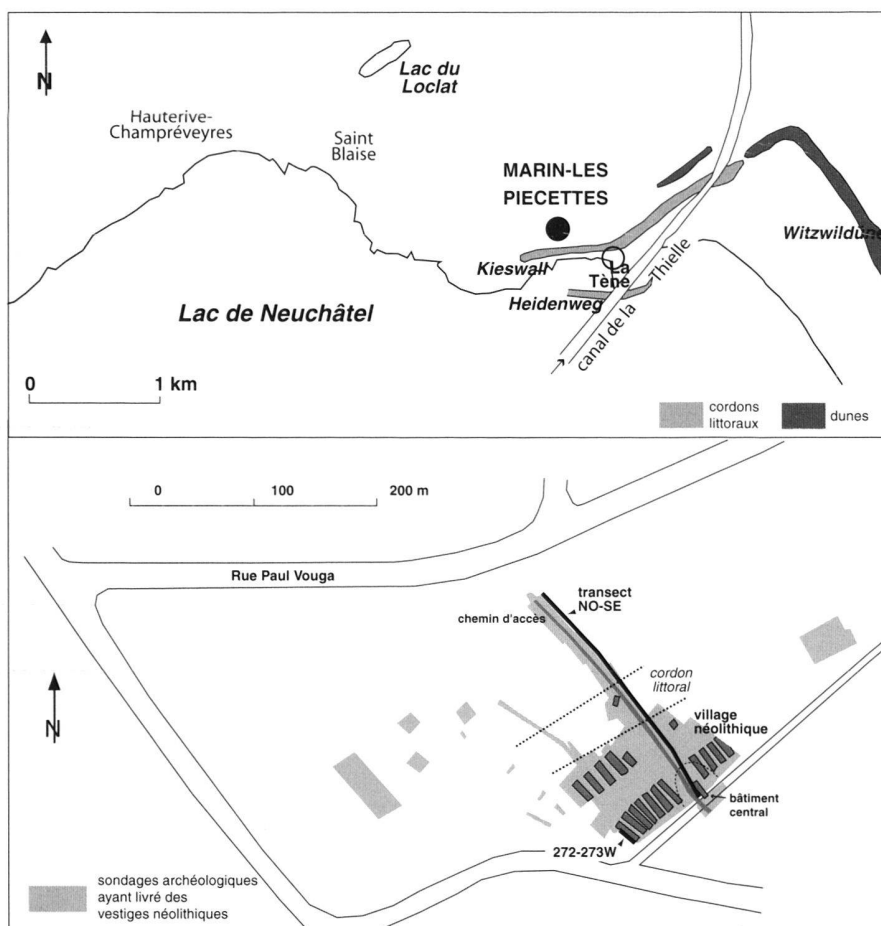 N
Lac du
Loclat
Hauterive-
Champréveyres
Saint
Blaise
MARIN-LES
PIECETTES
Witzwildüne
Kieswall
La
Tène
Heidenweg
canal de la Thielle
Lac de Neuchâtel
0 1 km
cordons
littoraux
dunes
0 100 200 m
Rue Paul Vouga
transect
NO-SE
chemin d'accès
cordon
littoral
N
village
néolithique
bâtiment
central
272-273W
sondages archéologiques
ayant livré des
vestiges néolithiques